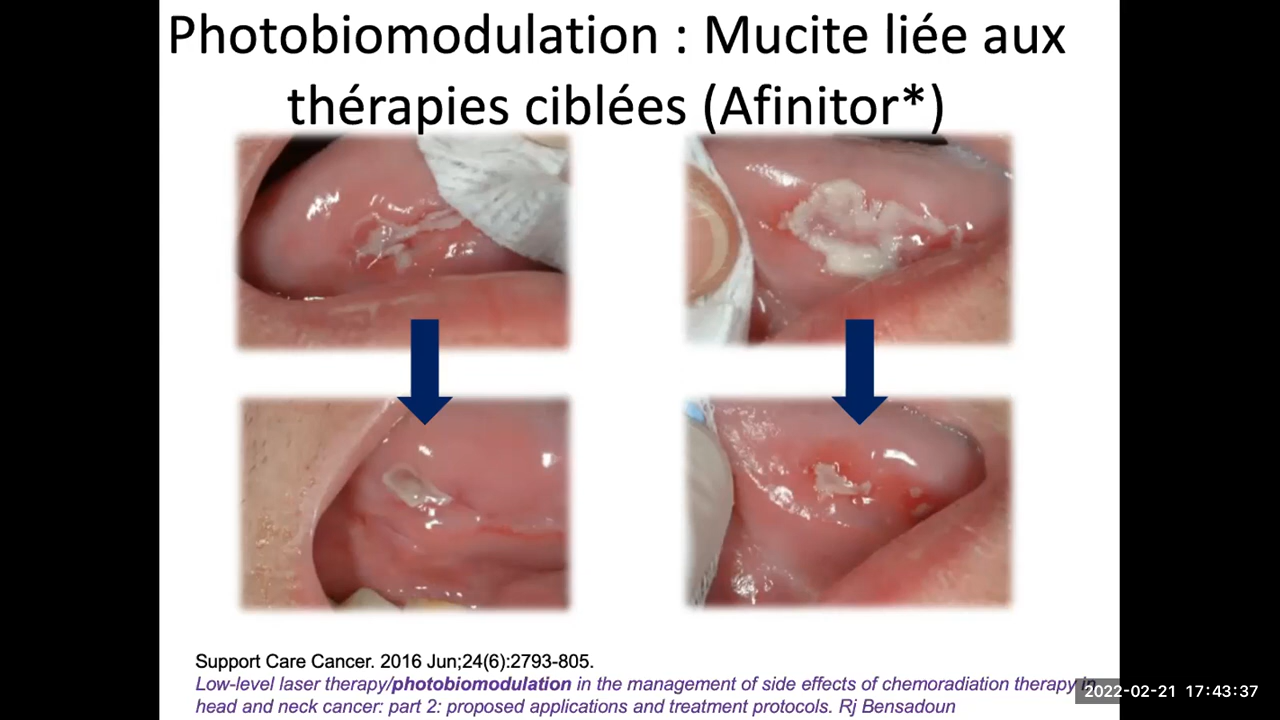 Photobiomodulation : Mucite liée aux
thérapies ciblées (Afinitor*)
Support Care Cancer. 2016 Jun;24(6):2793-805.
Low-level laser therapy/photobiomodulation in the management of side effects of chemoradiation therapy in
head and neck cancer: part 2: proposed applications and treatment protocols. Rj Bensadoun
2022-02-21 17:43:37